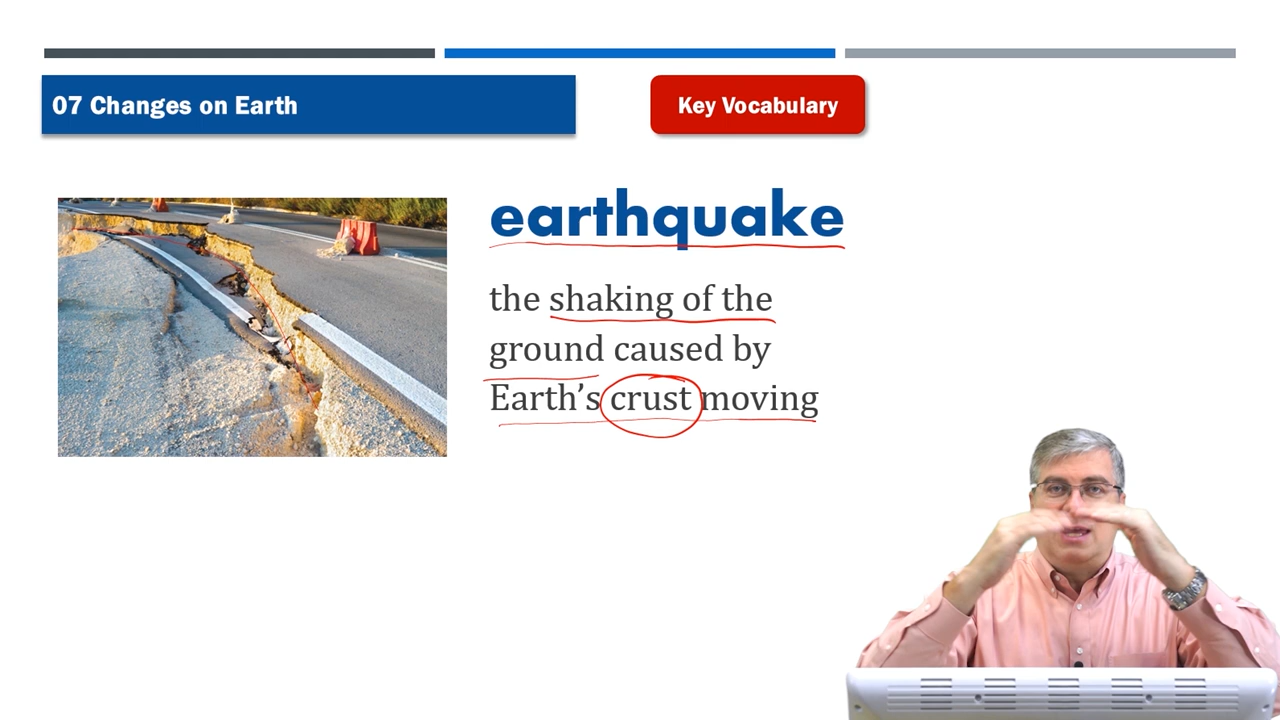 07 Changes on Earth
Key Vocabulary
earthquake
the shaking of the
ground caused by
Earth’s crust moving